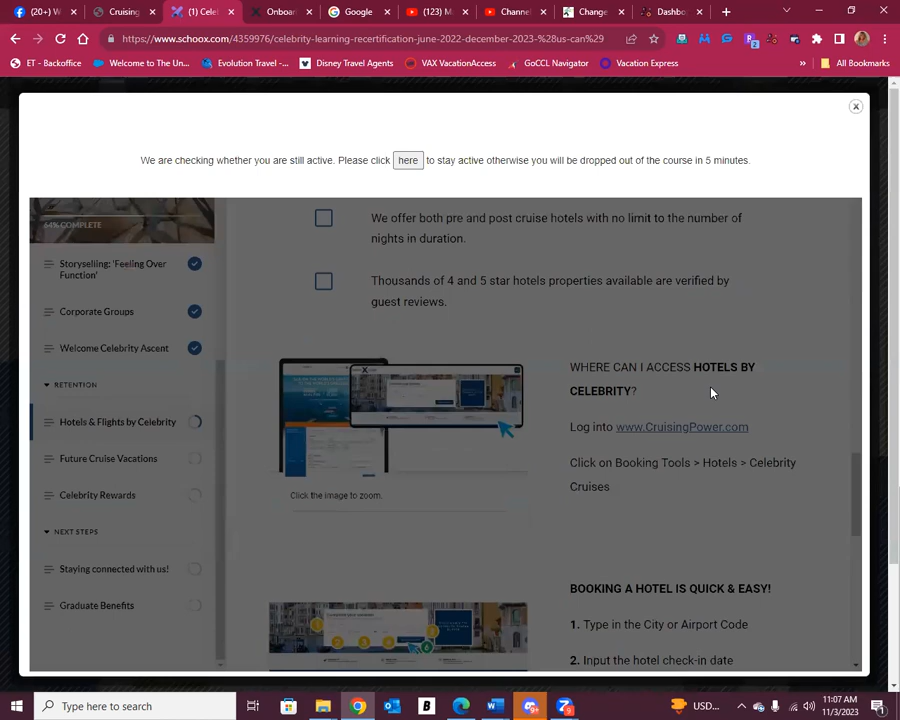 (20+) W
Cruising
(1) Cele
Onboar
Google
(123) M
Channel
Change
Dashbo
https://www.schoox.com/4359976/celebrity-learning-recertification-june-2022-december-2023-%28us-can%29
ET - Backoffice
Welcome to The Un...
Evolution Travel -...
Disney Travel Agents
VAX VacationAccess
GoCCL Navigator
Vacation Express
»
All Bookmarks
x
We are checking whether you are still active. Please click here to stay active otherwise you will be dropped out of the course in 5 minutes.
64% COMPLETE
Storyselling: 'Feeling Over
Function'
Corporate Groups
Welcome Celebrity Ascent
RETENTION
Hotels & Flights by Celebrity
Future Cruise Vacations
Celebrity Rewards
NEXT STEPS
Staying connected with us!
Graduate Benefits
We offer both pre and post cruise hotels with no limit to the number of
nights in duration.
Thousands of 4 and 5 star hotels properties available are verified by
guest reviews.
Click the image to zoom.
WHERE CAN I ACCESS HOTELS BY
CELEBRITY?
Log into www.CruisingPower.com
Click on Booking Tools > Hotels > Celebrity
Cruises
BOOKING A HOTEL IS QUICK & EASY!
1. Type in the City or Airport Code
2. Input the hotel check-in date
Type here to search
USD...
11:07 AM
11/3/2023